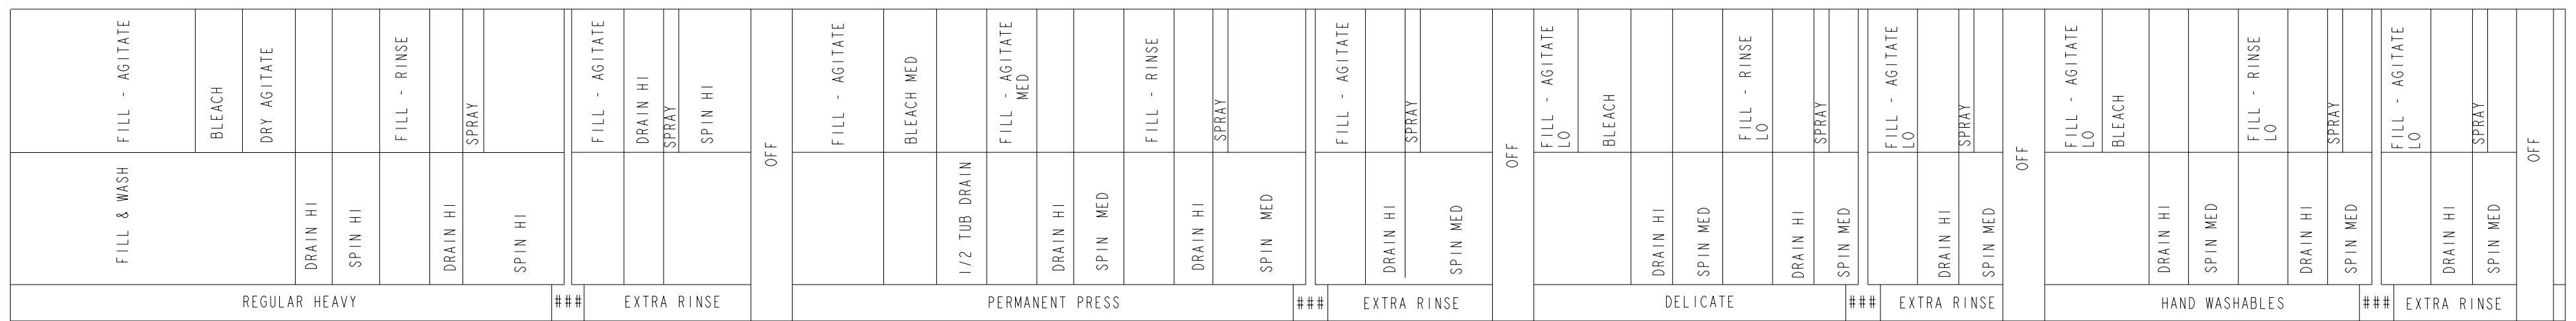 FILL - AGITATE
BLEACH
DRY AGITATE
FILL - RINSE
SPRAY
FILL & WASH
DRAIN HI
SPIN HI
DRAIN HI
SPIN HI
REGULAR HEAVY
###
FILL - AGITATE
DRAIN HI
SPRAY
SPIN HI
EXTRA RINSE
OFF
FILL - AGITATE
BLEACH MED
FILL - AGITATE
MED
FILL - RINSE
SPRAY
1/2 TUB DRAIN
DRAIN HI
SPIN MED
DRAIN HI
SPIN MED
PERMANENT PRESS
###
FILL - AGITATE
SPRAY
DRAIN HI
SPIN MED
EXTRA RINSE
OFF
FILL - AGITATE
LO
BLEACH
FILL - RINSE
LO
SPRAY
DRAIN HI
SPIN MED
DRAIN HI
SPIN MED
DELICATE
###
FILL - AGITATE
LO
SPRAY
DRAIN HI
SPIN MED
EXTRA RINSE
OFF
FILL - AGITATE
LO
BLEACH
FILL - RINSE
LO
SPRAY
DRAIN HI
SPIN MED
DRAIN HI
SPIN MED
HAND WASHABLES
###
FILL - AGITATE
LO
SPRAY
DRAIN HI
SPIN MED
EXTRA RINSE
OFF